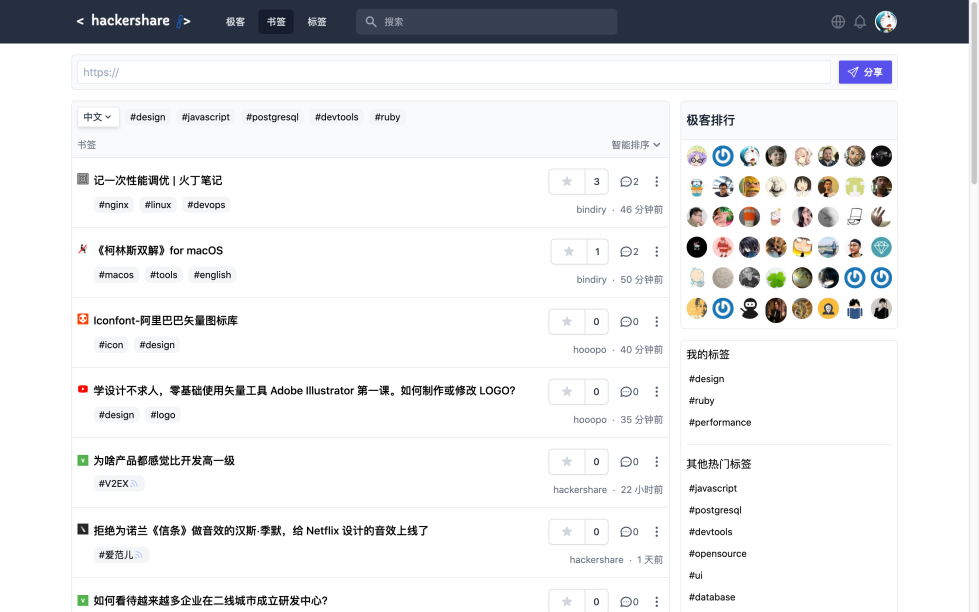 < hackershare />
极客 书签 标签 搜索
https:// 分享
中文 #design #javascript #postgresql #devtools #ruby
书签 智能排序
记一次性能调优 | 火丁笔记 3 2
#nginx #linux #devops
bindiry · 46 分钟前
《柯林斯双解》for macOS 1 2
#macos #tools #english
bindiry · 50 分钟前
Iconfont-阿里巴巴矢量图标库 0 0
#icon #design
hooopo · 40 分钟前
学设计不求人，零基础使用矢量工具 Adobe Illustrator 第一课。如何制作或修改 LOGO? 0 0
#design #logo
hooopo · 35 分钟前
为啥产品都感觉比开发高一级 0 0
#V2EX
hackershare · 22 小时前
拒绝为诺兰《信条》做音效的汉斯·季默，给 Netflix 设计的音效上线了 0 0
#爱范儿
hackershare · 1 天前
如何看待越来越多企业在二线城市成立研发中心? 0 0
极客排行
我的标签
#design
#ruby
#performance
其他热门标签
#javascript
#postgresql
#devtools
#opensource
#ui
#database